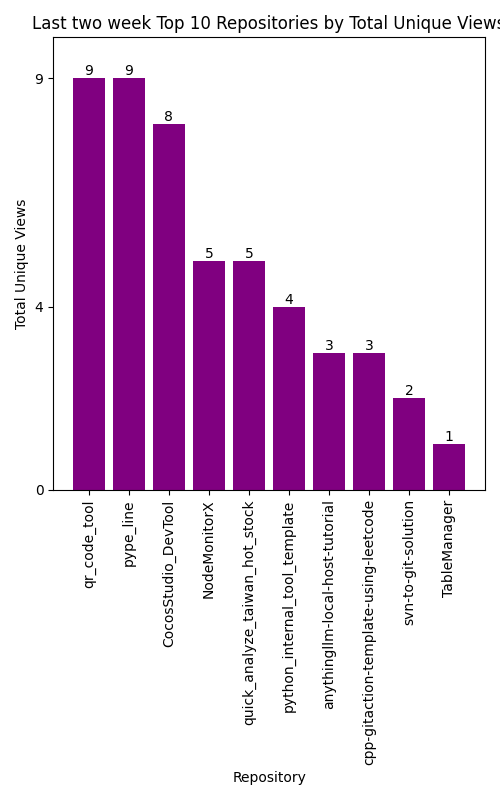 Last two week Top 10 Repositories by Total Unique Views
Total Unique Views
9
4
0
9
9
8
5
5
4
3
3
2
1
qr_code_tool
pype_line
CocosStudio_DevTool
NodeMonitorX
quick_analyze_taiwan_hot_stock
python_internal_tool_template
anythingllm-local-host-tutorial
cpp-gitaction-template-using-leetcode
svn-to-git-solution
TableManager
Repository